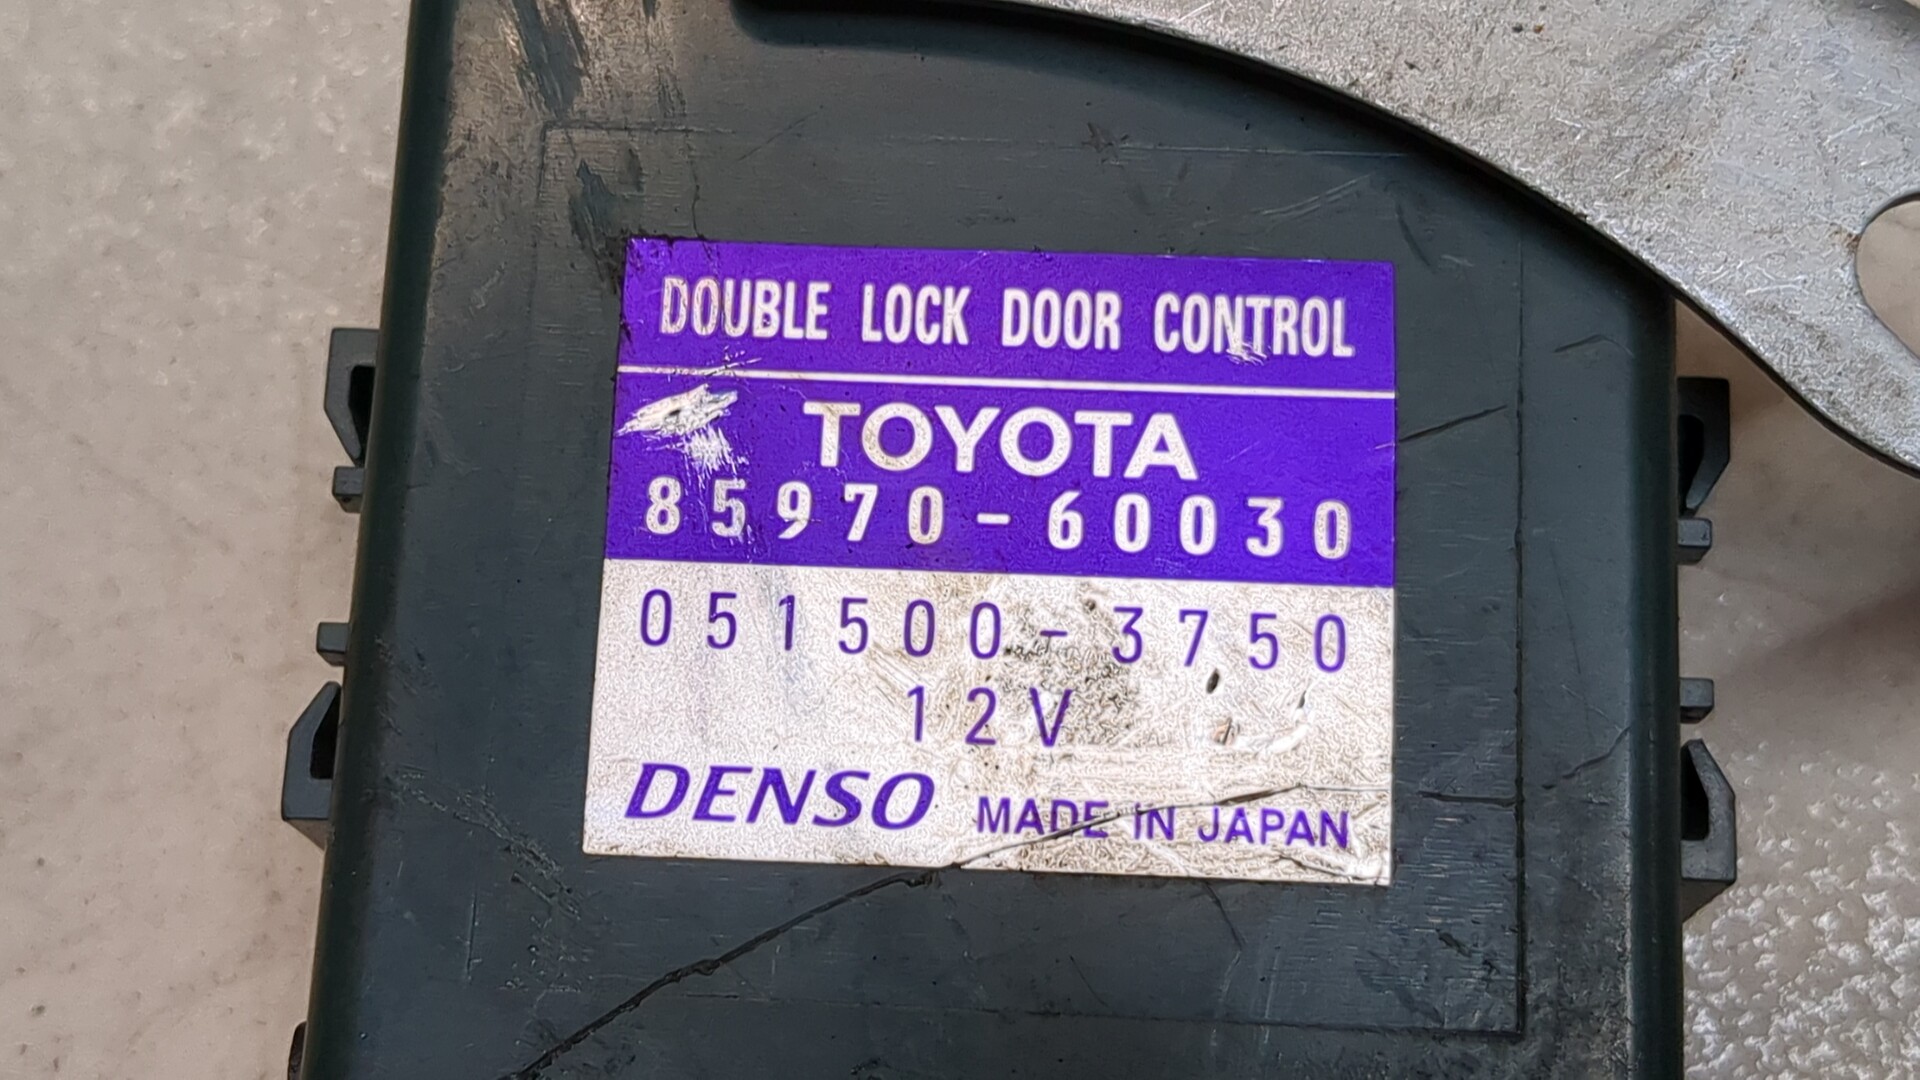 DOUBLE LOCK DOOR CONTROL
TOYOTA
85970-60030
051500-3750
12V
DENSO MADE IN JAPAN